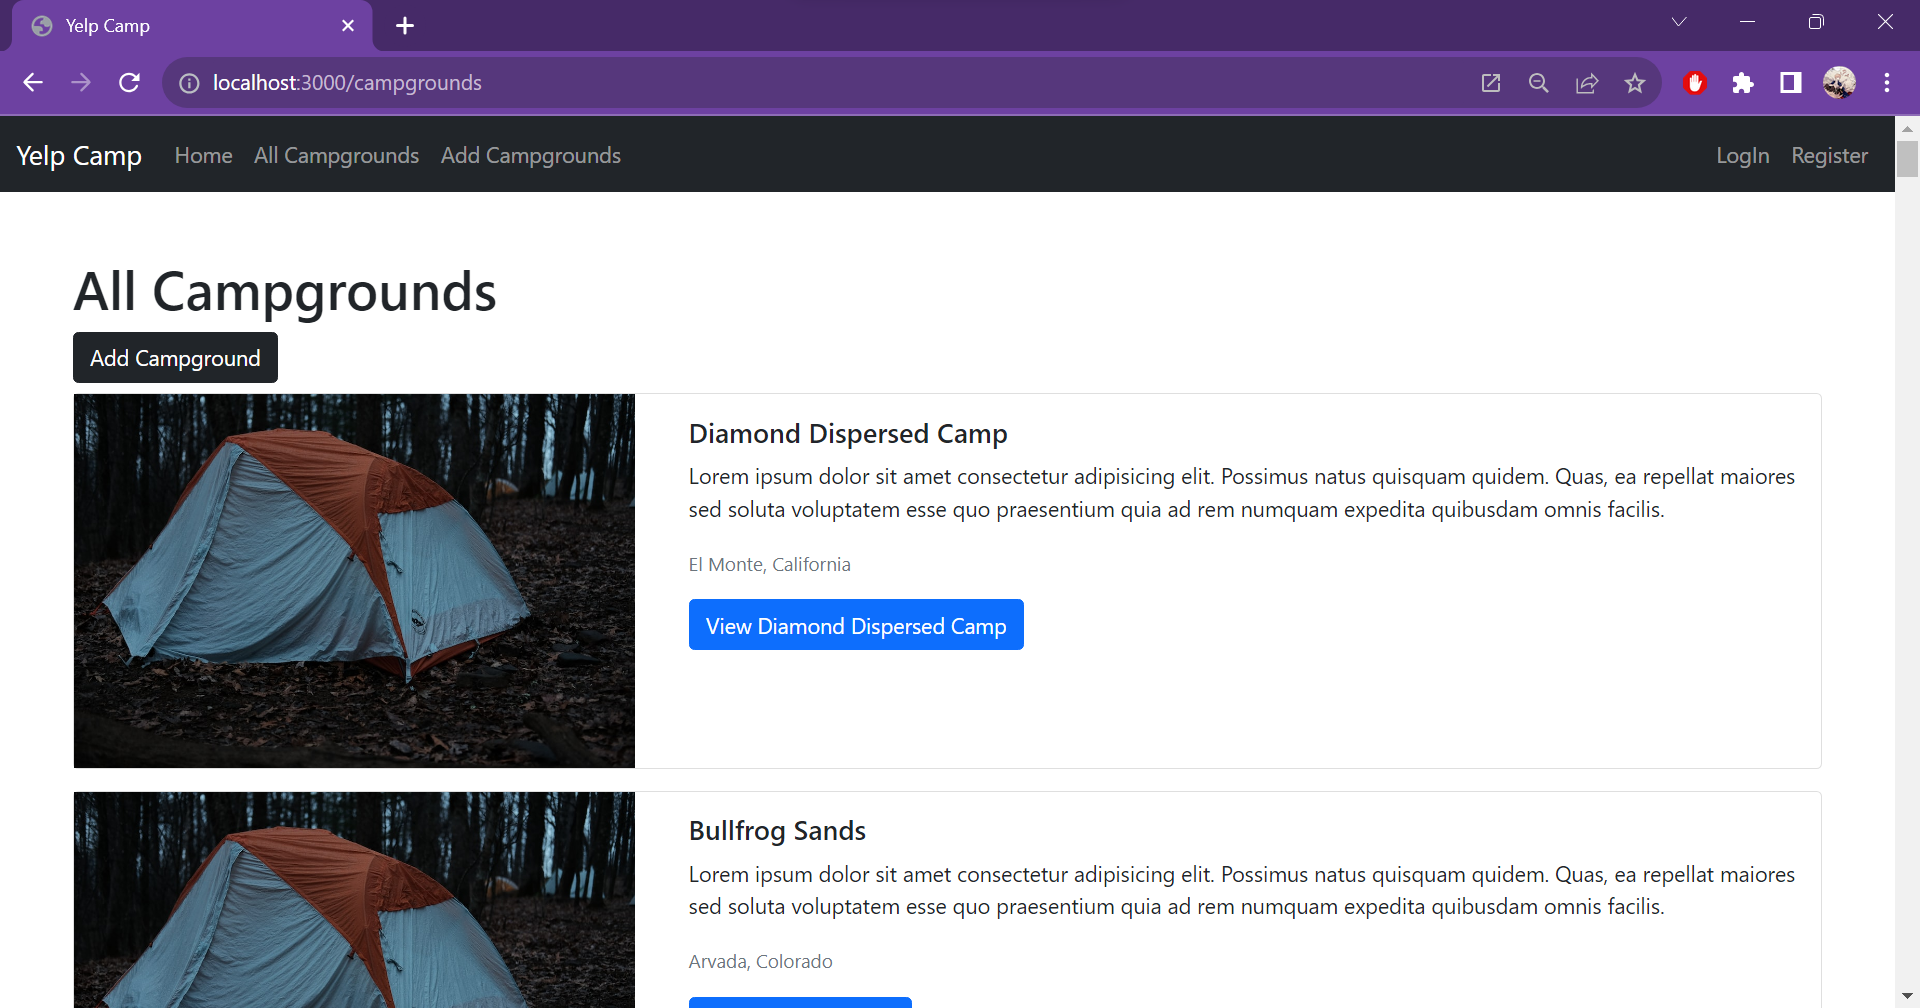 Yelp Camp
localhost:3000/campgrounds
Yelp Camp Home All Campgrounds Add Campgrounds LogIn Register
All Campgrounds
Add Campground
Diamond Dispersed Camp
Lorem ipsum dolor sit amet consectetur adipisicing elit. Possimus natus quisquam quidem. Quas, ea repellat maiores
sed soluta voluptatem esse quo praesentium quia ad rem numquam expedita quibusdam omnis facilis.
El Monte, California
View Diamond Dispersed Camp
Bullfrog Sands
Lorem ipsum dolor sit amet consectetur adipisicing elit. Possimus natus quisquam quidem. Quas, ea repellat maiores
sed soluta voluptatem esse quo praesentium quia ad rem numquam expedita quibusdam omnis facilis.
Arvada, Colorado